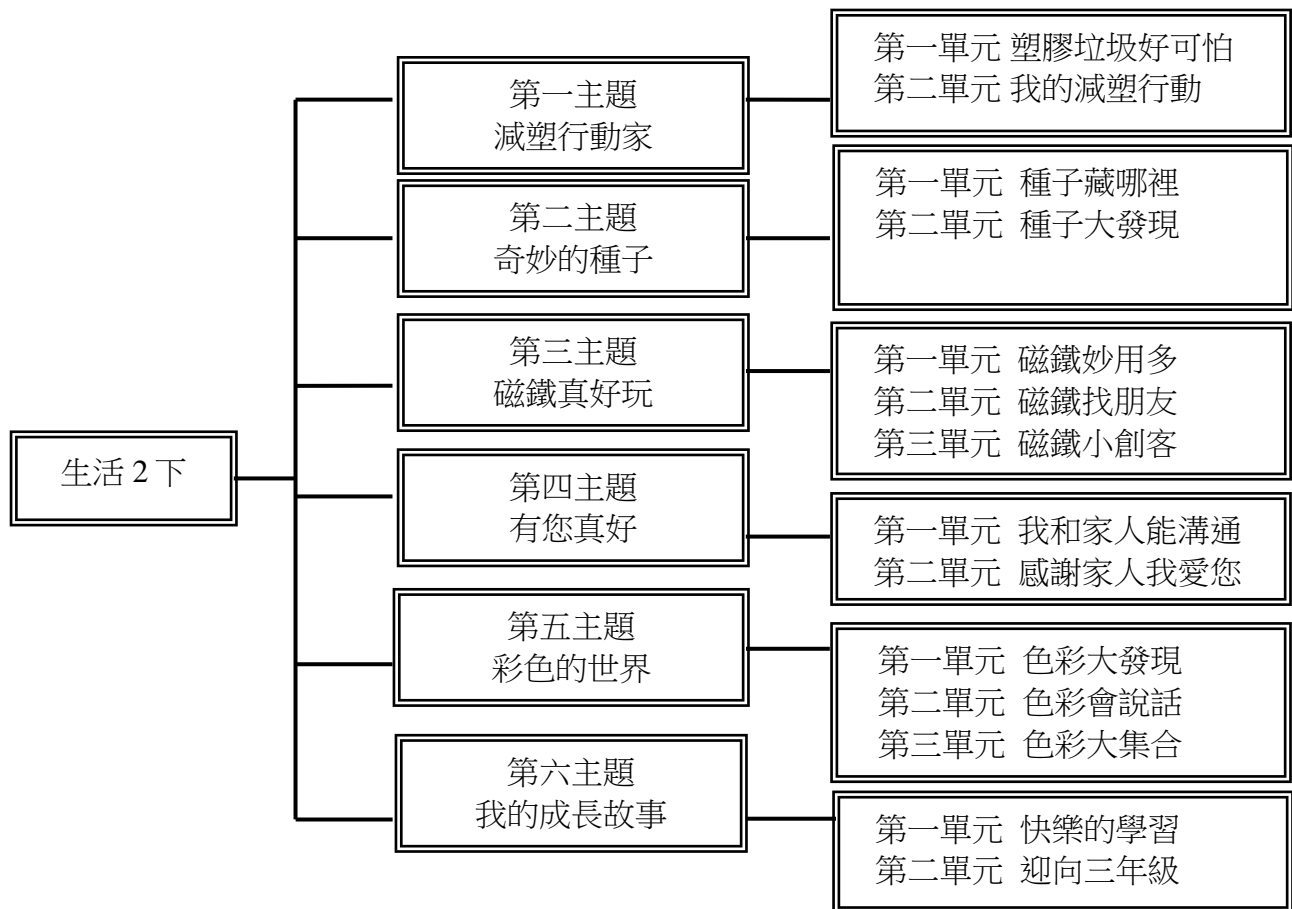 生活 2 下
第一主題
減塑行動家
第一單元 塑膠垃圾好可怕
第二單元 我的減塑行動
第二主題
奇妙的種子
第一單元 種子藏哪裡
第二單元 種子大發現
第三主題
磁鐵真好玩
第一單元 磁鐵妙用多
第二單元 磁鐵找朋友
第三單元 磁鐵小創客
第四主題
有您真好
第一單元 我和家人能溝通
第二單元 感謝家人我愛您
第五主題
彩色的世界
第一單元 色彩大發現
第二單元 色彩會說話
第三單元 色彩大集合
第六主題
我的成長故事
第一單元 快樂的學習
第二單元 迎向三年級